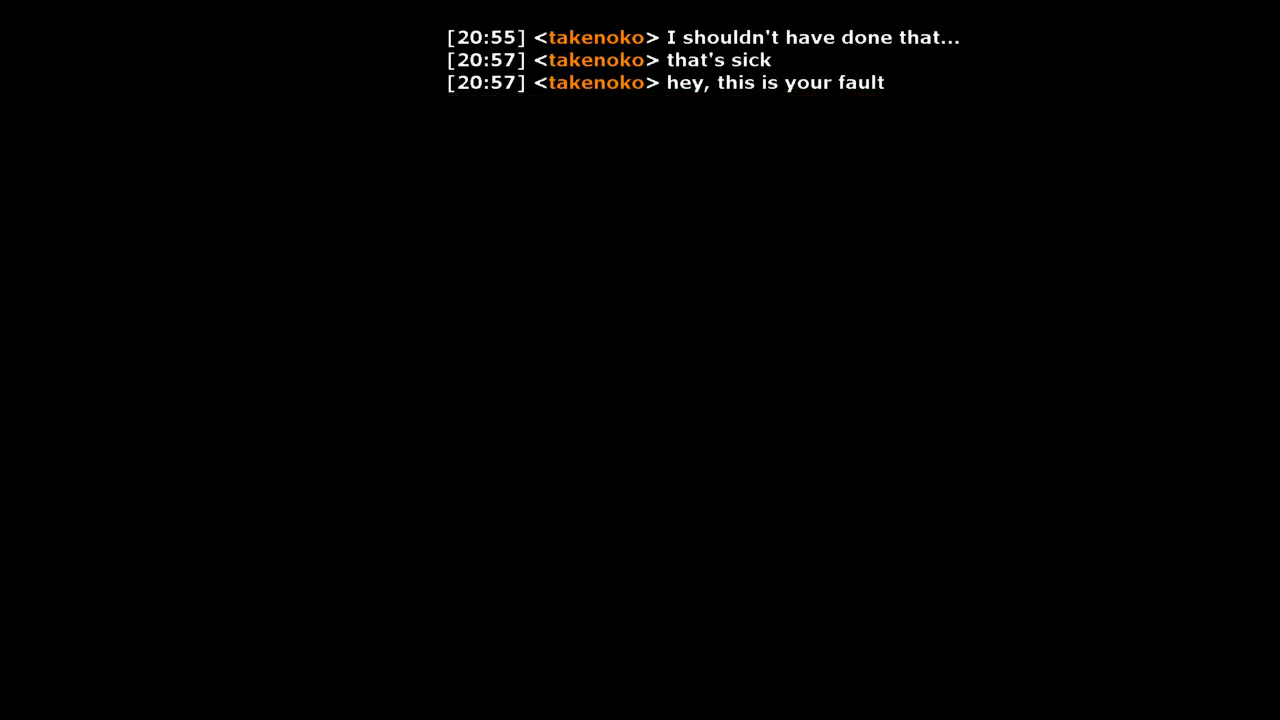 [20:55] <takenoko> I shouldn't have done that...
[20:57] <takenoko> that's sick
[20:57] <takenoko> hey, this is your fault